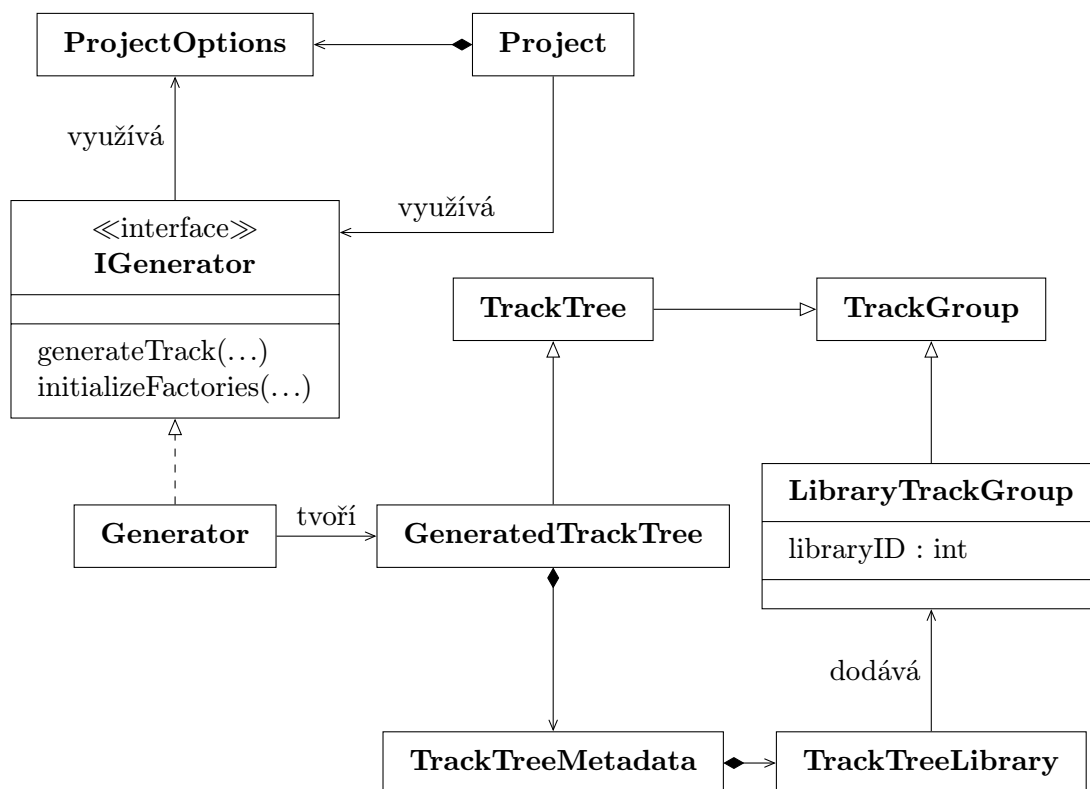 ProjectOptions
Project
využívá
≪interface≫
IGenerator
využívá
generateTrack(…)
initializeFactories(…)
TrackTree
TrackGroup
LibraryTrackGroup
libraryID : int
Generator
tvoří
GeneratedTrackTree
dodává
TrackTreeMetadata
TrackTreeLibrary